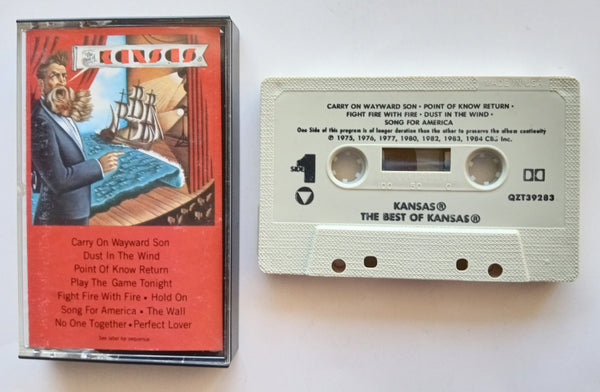 The Best of
KANSAS
Carry On Wayward Son
Dust In The Wind
Point Of Know Return
Play The Game Tonight
Fight Fire With Fire • Hold On
Song For America • The Wall
No One Together • Perfect Lover
See label for sequence.
CARRY ON WAYWARD SON • POINT OF KNOW RETURN •
FIGHT FIRE WITH FIRE • DUST IN THE WIND •
SONG FOR AMERICA
One Side of this program is of longer duration than the other to preserve the album continuity
℗ 1975, 1976, 1977, 1980, 1982, 1983, 1984 CBS Inc.
SIDE 1
QZT39283
KANSAS®
THE BEST OF KANSAS®